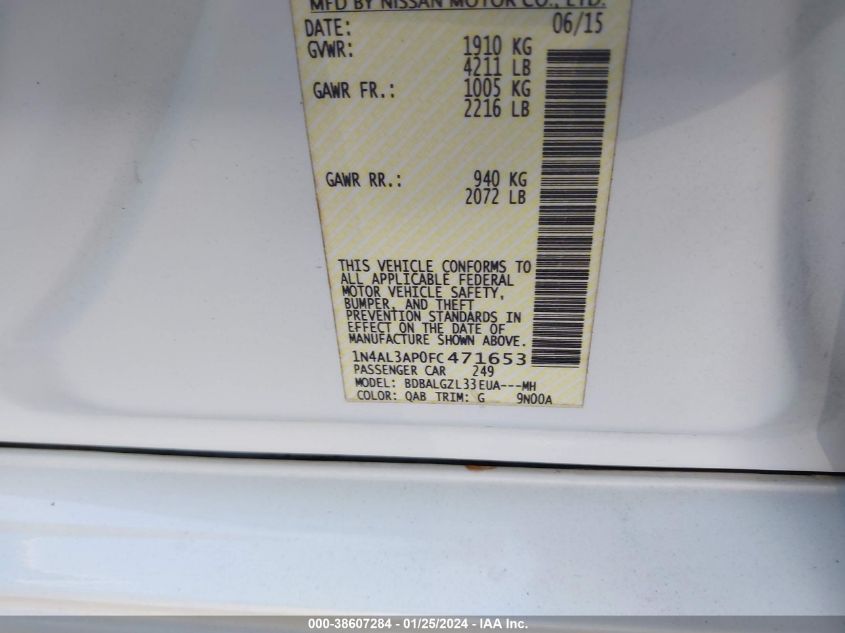 MFD BY NISSAN MOTOR CO., LTD.
DATE: 06/15
GVWR: 1910 KG
4211 LB
GAWR FR.: 1005 KG
2216 LB
GAWR RR.: 940 KG
2072 LB
THIS VEHICLE CONFORMS TO
ALL APPLICABLE FEDERAL
MOTOR VEHICLE SAFETY,
BUMPER, AND THEFT
PREVENTION STANDARDS IN
EFFECT ON THE DATE OF
MANUFACTURE SHOWN ABOVE.
1N4AL3AP0FC471653
PASSENGER CAR 249
MODEL: BDBALGZL33EUA---MH
COLOR: QAB TRIM: G 9N00A
000-38607284 - 01/25/2024 - IAA Inc.